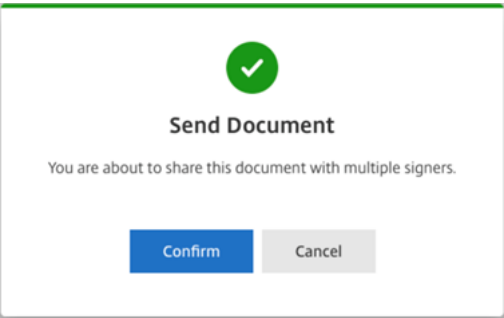 Send Document
You are about to share this document with multiple signers.
Confirm
Cancel